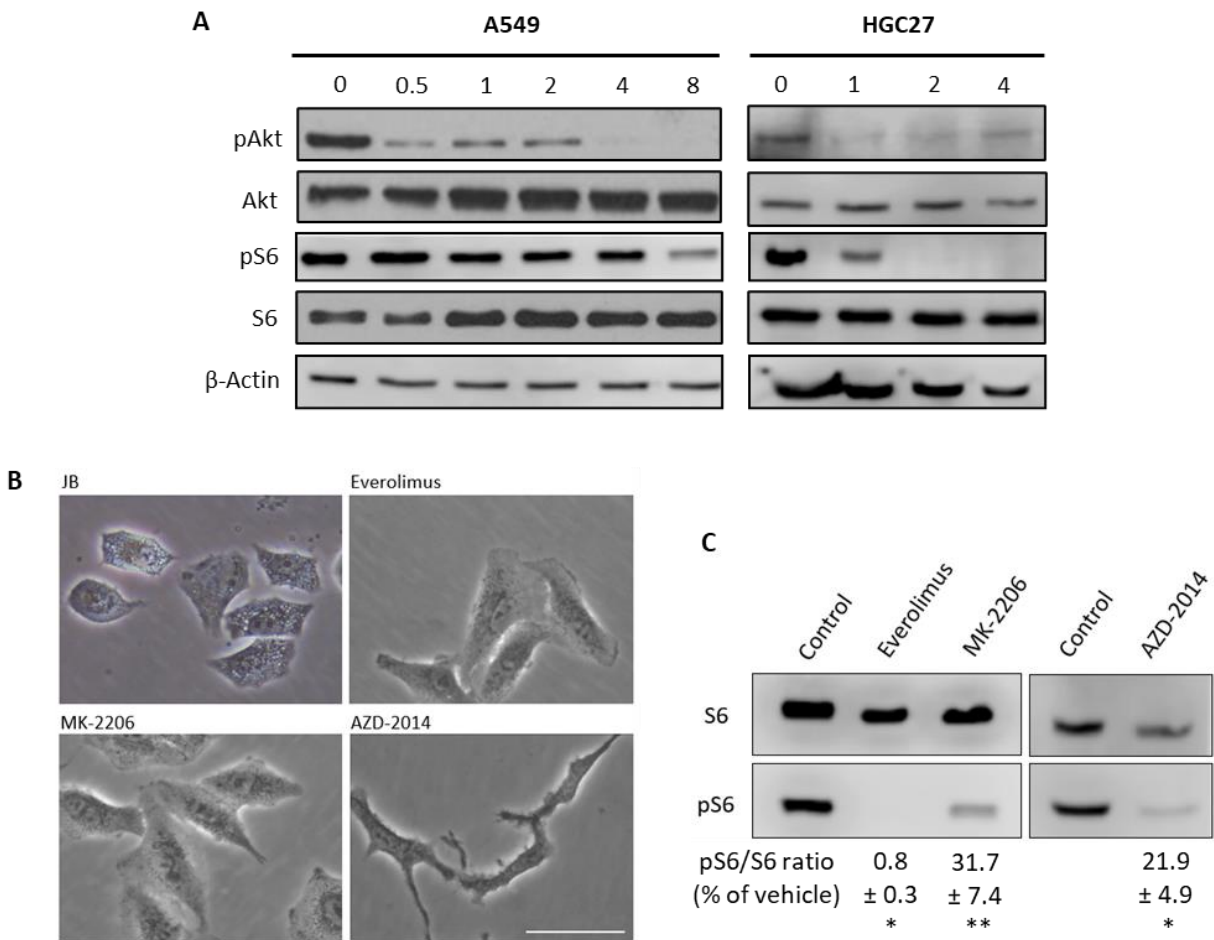 A
A549 HGC27
0 0.5 1 2 4 8 0 1 2 4
pAkt
Akt
pS6
S6
β-Actin
B
JB Everolimus
MK-2206 AZD-2014
C
Control Everolimus MK-2206 Control AZD-2014
S6
pS6
pS6/S6 ratio 0.8 31.7 21.9
(% of vehicle) ± 0.3 ± 7.4 ± 4.9
* ** *